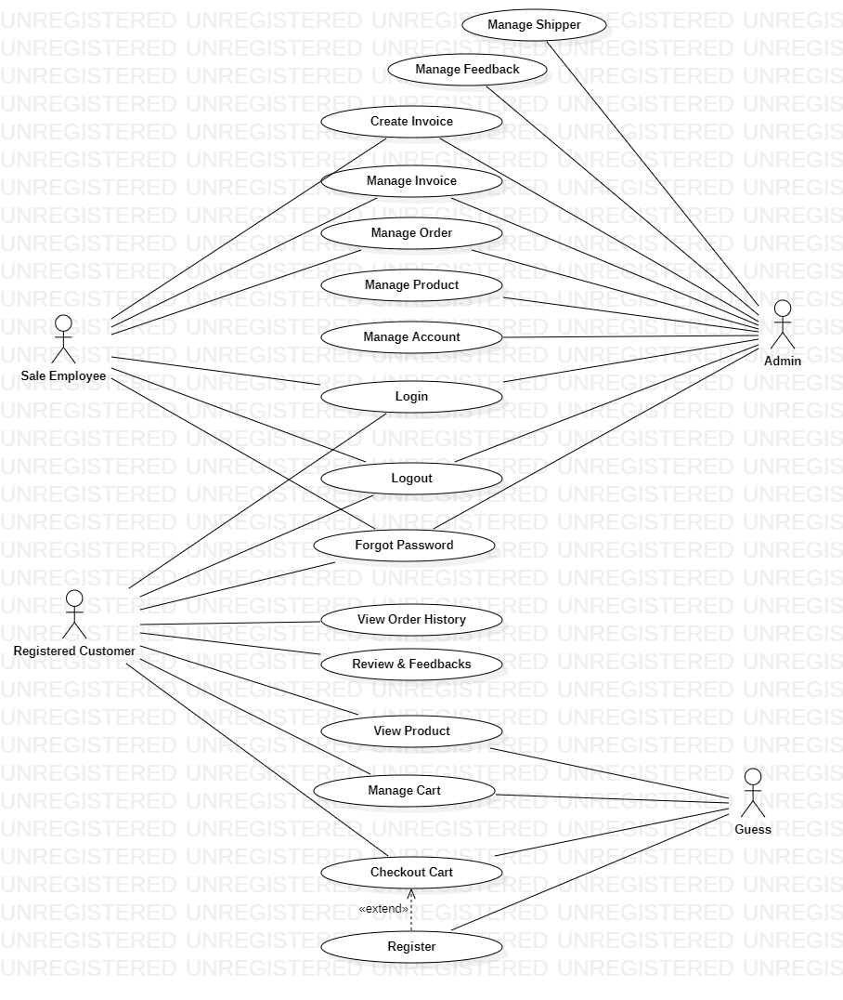 Manage Shipper
Manage Feedback
Create Invoice
Manage Invoice
Manage Order
Manage Product
Manage Account
Sale Employee
Admin
Login
Logout
Forgot Password
View Order History
Registered Customer
Review & Feedbacks
View Product
Manage Cart
Guess
Checkout Cart
«extend»
Register
UNREGISTERED